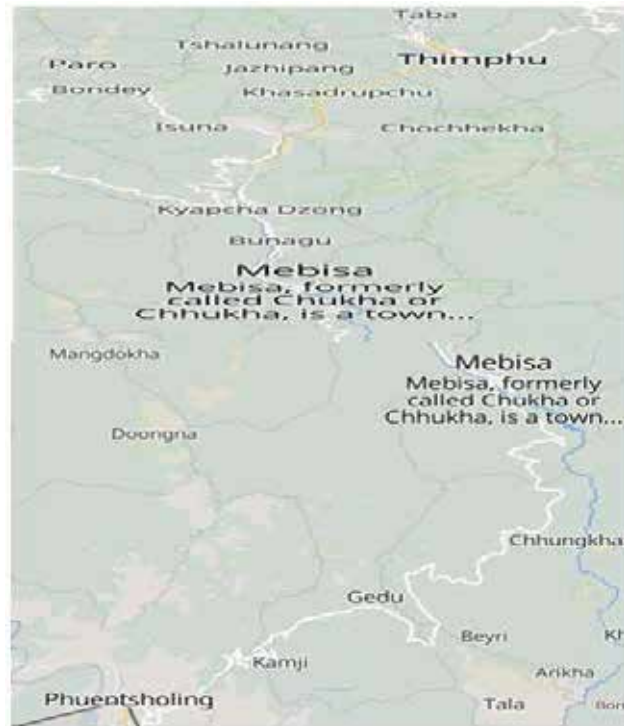 Taba
Tshalunang
Thimphu
Paro
Jazhipang
Bondey
Khasadrupchu
Isuna
Chochhekha
Kyapcha Dzong
Bunagu
Mebisa
Mebisa, formerly
called Chukha or
Chhukha, is a town...
Mangdokha
Mebisa
Mebisa, formerly
called Chukha or
Chhukha, is a town...
Doongna
Chhungkha
Gedu
Beyri
Kh
Kamji
Arikha
Phuentsholing
Tala
Bon